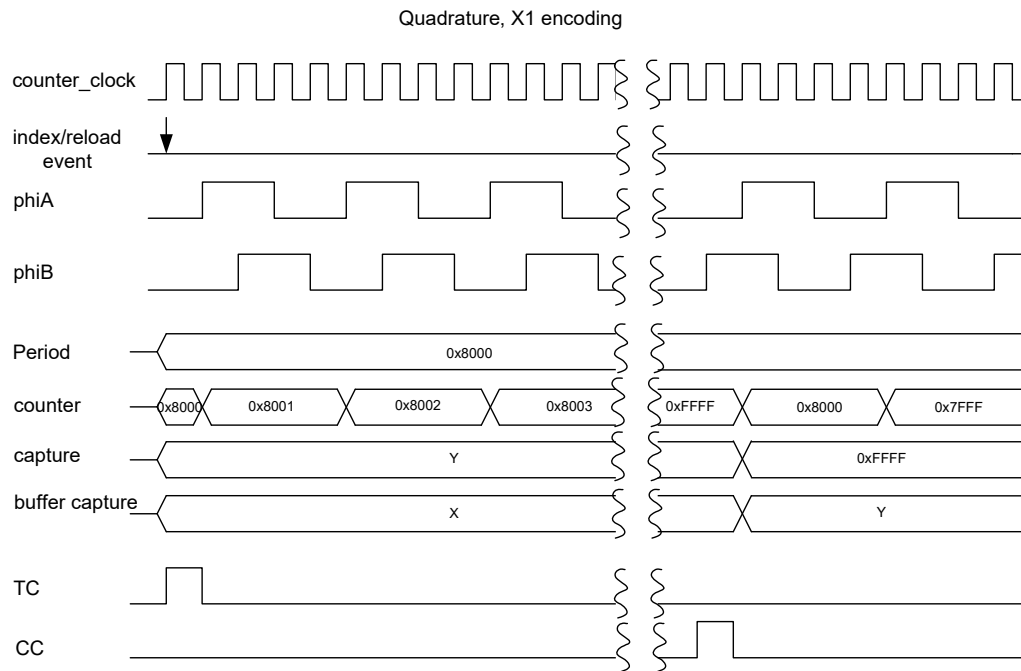 Quadrature, X1 encoding
counter_clock
index/reload
event
phiA
phiB
Period
0x8000
counter
0x8000
0x8001
0x8002
0x8003
0xFFFF
0x8000
0x7FFF
capture
Y
0xFFFF
buffer capture
X
Y
TC
CC